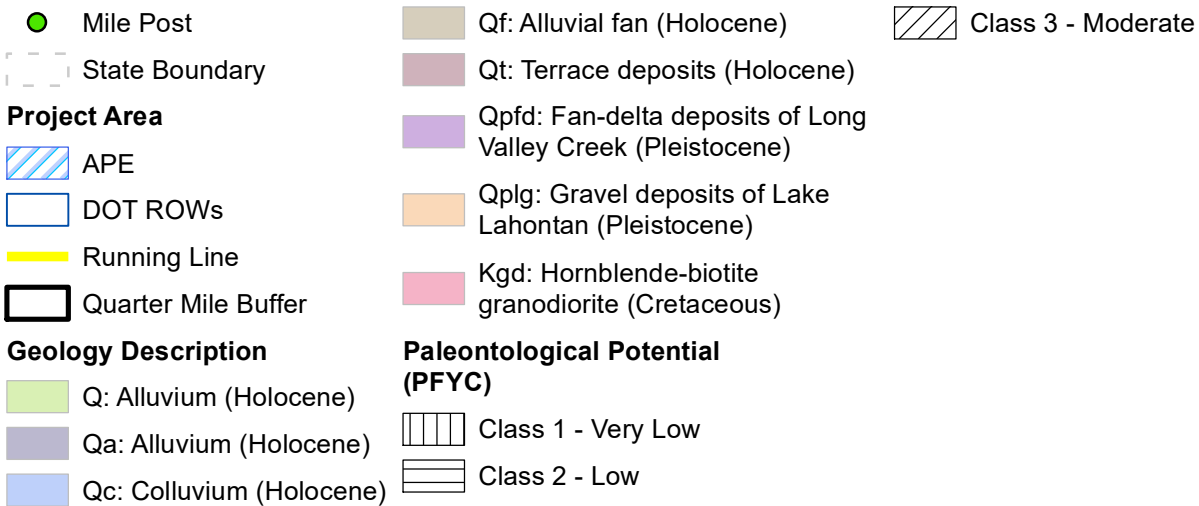 Mile Post
State Boundary
Project Area
APE
DOT ROWs
Running Line
Quarter Mile Buffer
Geology Description
Q: Alluvium (Holocene)
Qa: Alluvium (Holocene)
Qc: Colluvium (Holocene)
Qf: Alluvial fan (Holocene)
Qt: Terrace deposits (Holocene)
Qpfd: Fan-delta deposits of Long
Valley Creek (Pleistocene)
Qplg: Gravel deposits of Lake
Lahontan (Pleistocene)
Kgd: Hornblende-biotite
granodiorite (Cretaceous)
Paleontological Potential
(PFYC)
Class 1 - Very Low
Class 2 - Low
Class 3 - Moderate